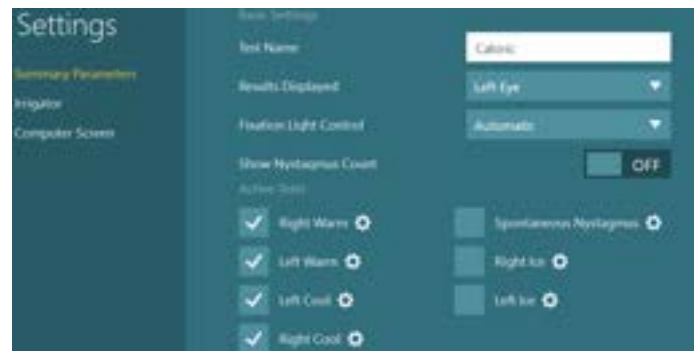 Settings
Basic Settings
Test Name
Caloric
Summary Parameters
Results Displayed
Left Eye
Irrigator
Fixation Light Control
Automatic
Computer Screen
Show Nystagmus Count
OFF
Active Tests
Right Warm
Spontaneous Nystagmus
Left Warm
Right Ice
Left Cool
Left Ice
Right Cool